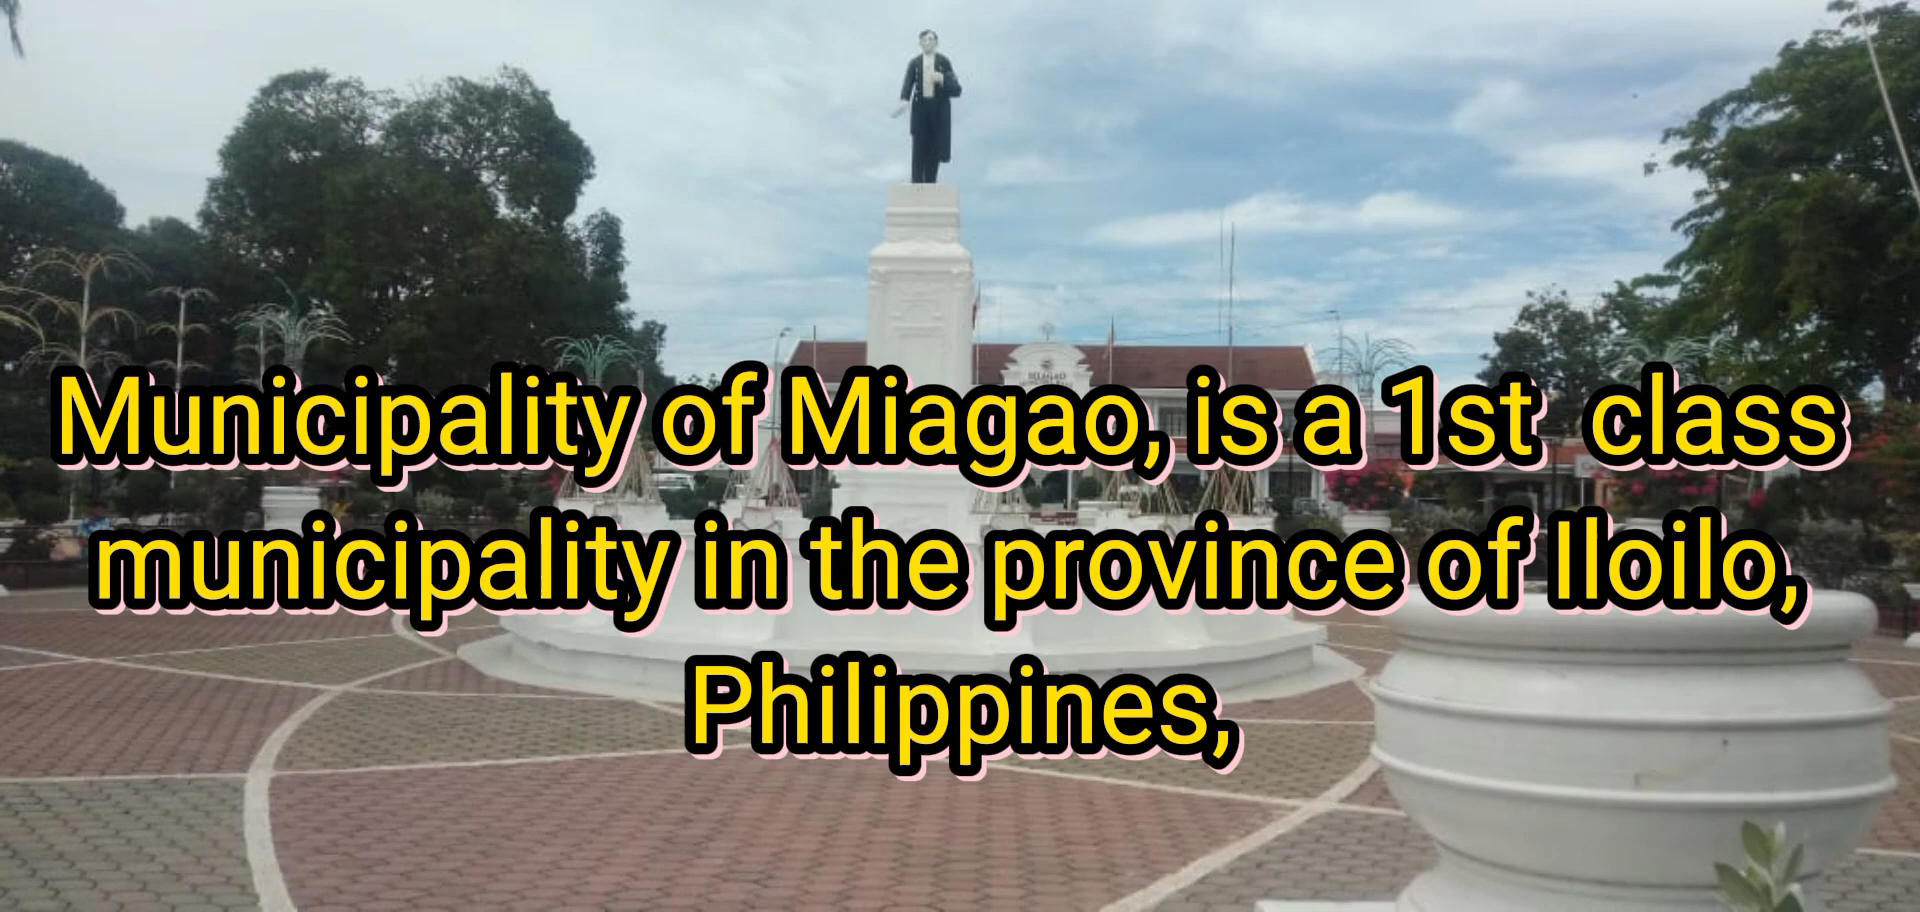 Municipality of Miagao, is a 1st  class
municipality in the province of Iloilo,
Philippines,